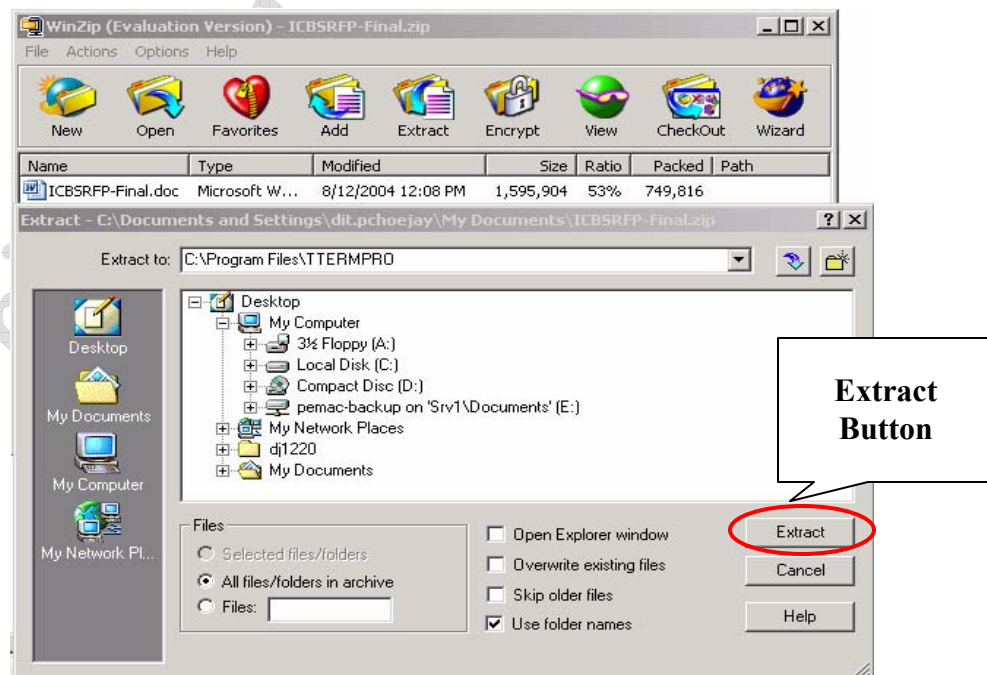 WinZip (Evaluation Version) - ICBSRFP-Final.zip
File Actions Options Help
New Open Favorites Add Extract Encrypt View CheckOut Wizard
Name Type Modified Size Ratio Packed Path
ICBSRFP-Final.doc Microsoft W... 8/12/2004 12:08 PM 1,595,904 53% 749,816
Extract - C:\Documents and Settings\dit.pchoejay\My Documents\ICBSRFP-Final.zip
Extract to: C:\Program Files\TTERMPRO
Desktop
My Documents
My Computer
My Network Pl...
Desktop
My Computer
3½ Floppy (A:)
Local Disk (C:)
Compact Disc (D:)
pemac-backup on 'Srv1\Documents' (E:)
My Network Places
dj1220
My Documents
Extract
Button
Files
Selected files/folders
All files/folders in archive
Files:
Open Explorer window
Overwrite existing files
Skip older files
Use folder names
Extract
Cancel
Help